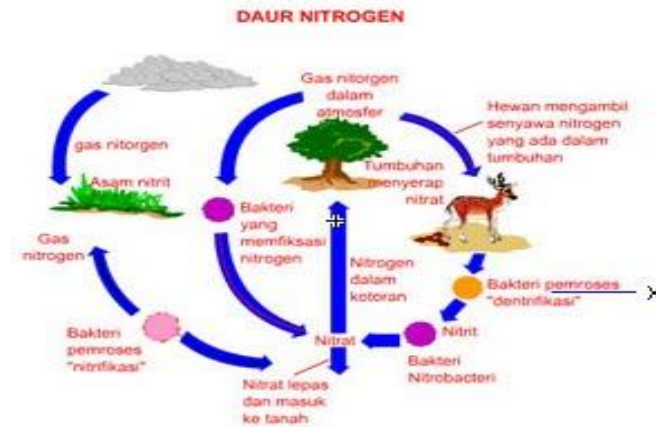 DAUR NITROGEN
Gas nitorgen
dalam
atmosfer
Hewan mengambil
senyawa nitrogen
yang ada dalam
tumbuhan
gas nitorgen
Asam nitrit
Tumbuhan
menyerap
nitrat
Bakteri
yang
memfiksasi
nitrogen
Gas
nitrogen
Nitrogen
dalam
kotoran
Bakteri pemroses
"dentrifikasi"
Bakteri
pemroses
"nitrifikasi"
Nitrat
Nitrit
Bakteri
Nitrobacteri
Nitrat lepas
dan masuk
ke tanah